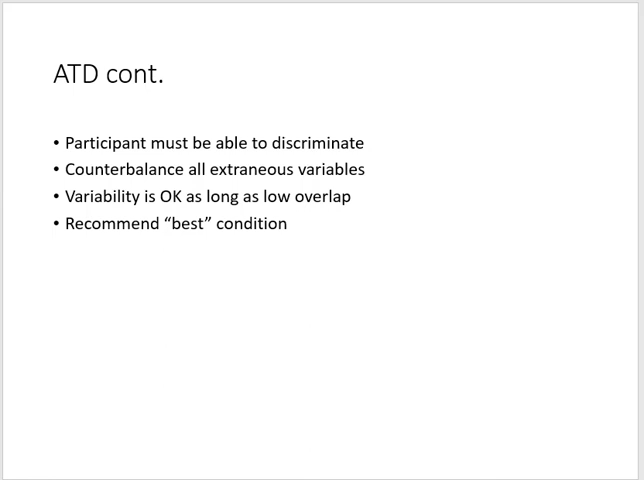 ATD cont.
• Participant must be able to discriminate
• Counterbalance all extraneous variables
• Variability is OK as long as low overlap
• Recommend “best” condition